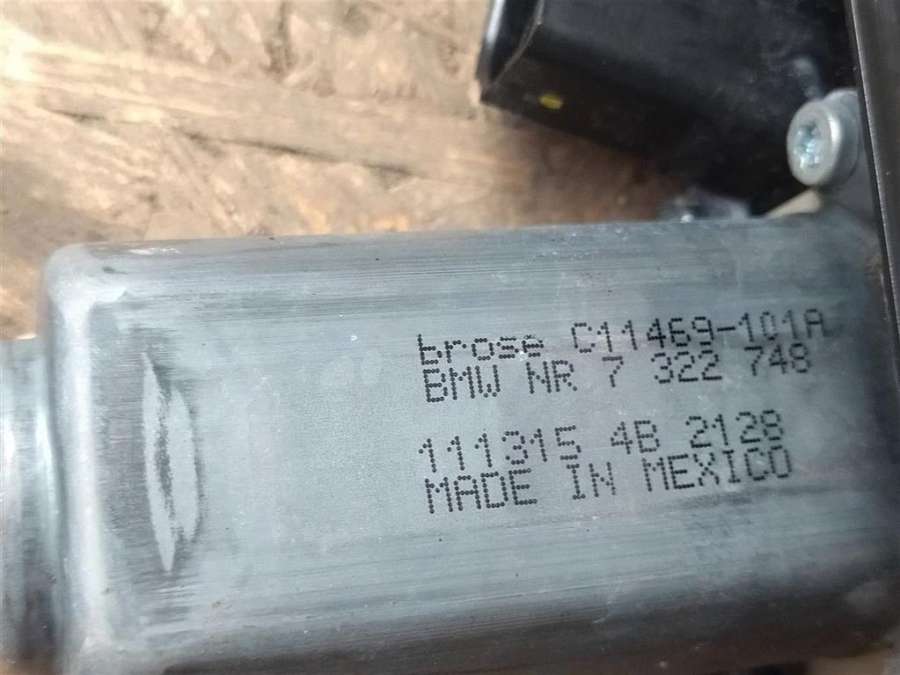 brose C11469-101A
BMW NR 7 322 748
111315 4B 2128
MADE IN MEXICO